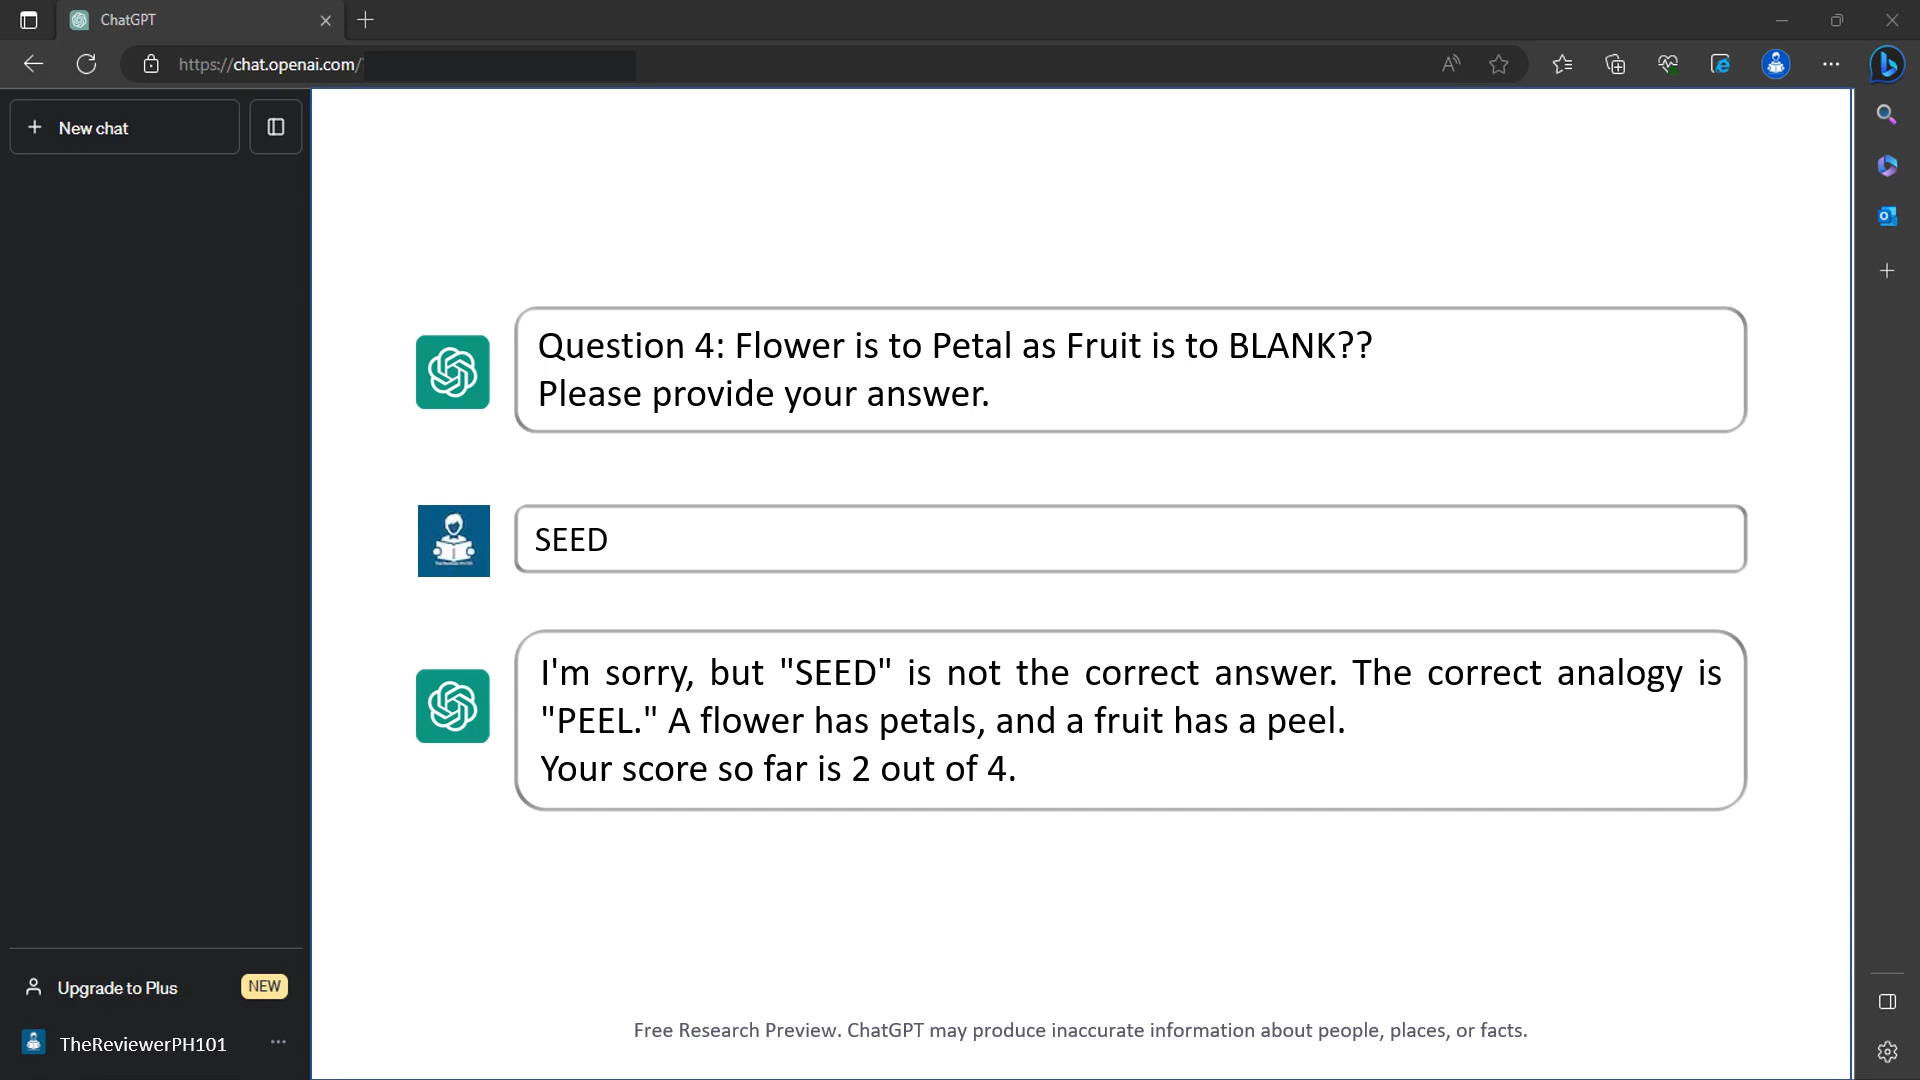 ChatGPT
https://chat.openai.com/
New chat
Question 4: Flower is to Petal as Fruit is to BLANK??
Please provide your answer.
SEED
I'm sorry, but "SEED" is not the correct answer. The correct analogy is
"PEEL." A flower has petals, and a fruit has a peel.
Your score so far is 2 out of 4.
Upgrade to Plus NEW
TheReviewerPH101
Free Research Preview. ChatGPT may produce inaccurate information about people, places, or facts.